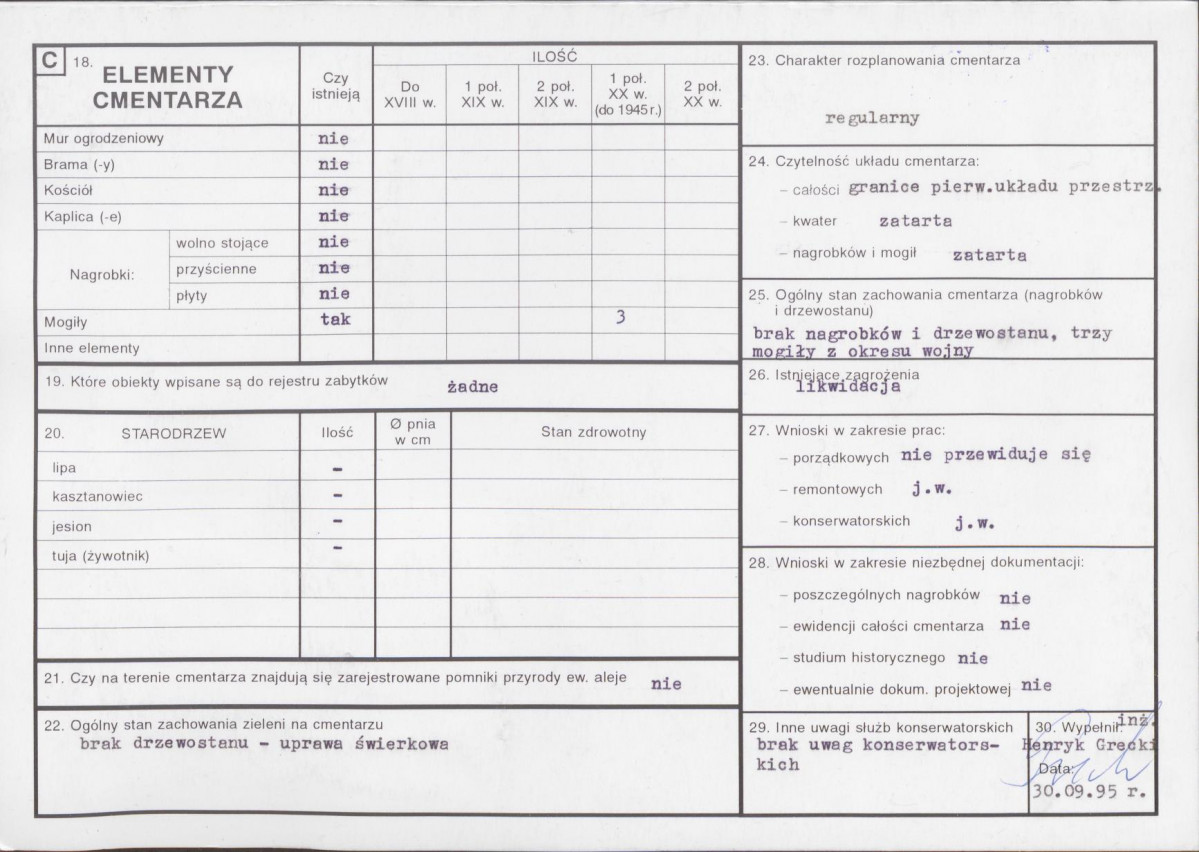 C 18. ELEMENTY CMENTARZA
Czy istnieją
ILOŚĆ
Do XVIII w.
1 poł. XIX w.
2 poł. XIX w.
1 poł. XX w. (do 1945 r.)
2 poł. XX w.
Mur ogrodzeniowy nie
Brama (-y) nie
Kościół nie
Kaplica (-e) nie
Nagrobki:
wolno stojące nie
przyścienne nie
płyty nie
Mogiły tak 3
Inne elementy
19. Które obiekty wpisane są do rejestru zabytków żadne
20. STARODRZEW Ilość Ø pnia w cm Stan zdrowotny
lipa –
kasztanowiec –
jesion –
tuja (żywotnik) –
21. Czy na terenie cmentarza znajdują się zarejestrowane pomniki przyrody ew. aleje nie
22. Ogólny stan zachowania zieleni na cmentarzu
brak drzewostanu - uprawa świerkowa
23. Charakter rozplanowania cmentarza
regularny
24. Czytelność układu cmentarza:
– całości granice pierw.układu przestrz.
– kwater zatarta
– nagrobków i mogił zatarta
25. Ogólny stan zachowania cmentarza (nagrobków
i drzewostanu)
brak nagrobków i drzewostanu, trzy
mogiły z okresu wojny
26. Istniejące zagrożenia
likwidacja
27. Wnioski w zakresie prac:
– porządkowych nie przewiduje się
– remontowych j.w.
– konserwatorskich j.w.
28. Wnioski w zakresie niezbędnej dokumentacji:
– poszczególnych nagrobków nie
– ewidencji całości cmentarza nie
– studium historycznego nie
– ewentualnie dokum. projektowej nie
29. Inne uwagi służb konserwatorskich
brak uwag konserwators-
kich
30. Wypełnił: inż.
Henryk Grecki
Data:
30.09.95 r.